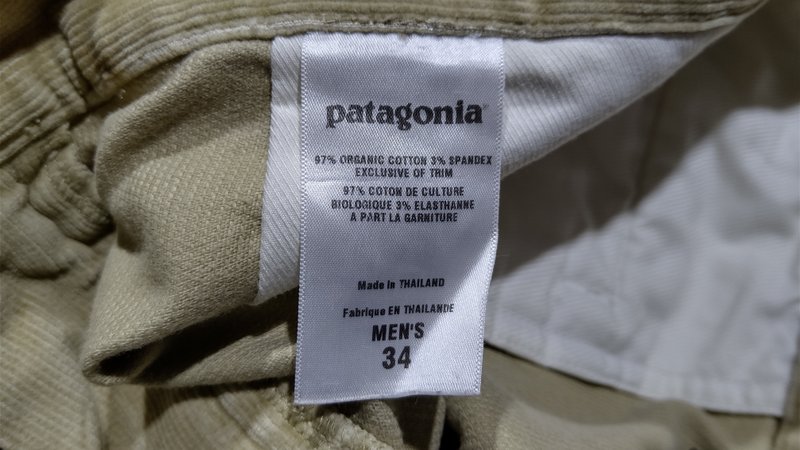 patagonia
97% ORGANIC COTTON 3% SPANDEX
EXCLUSIVE OF TRIM
97% COTON DE CULTURE
BIOLOGIQUE 3% ELASTHANNE
A PART LA GARNITURE
Made in THAILAND
Fabrique EN THAILANDE
MEN'S
34